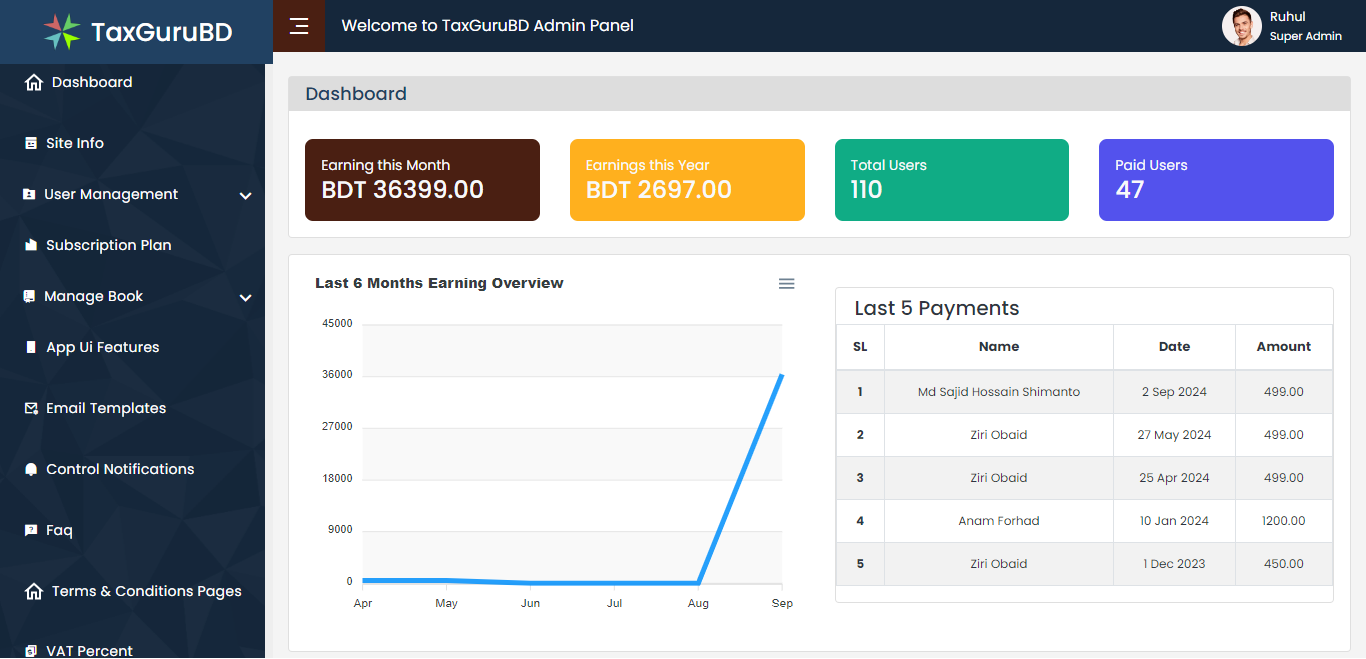 TaxGuruBD
Welcome to TaxGuruBD Admin Panel
Ruhul
Super Admin
Dashboard
Site Info
User Management
Subscription Plan
Manage Book
App Ui Features
Email Templates
Control Notifications
Faq
Terms & Conditions Pages
VAT Percent
Dashboard
Earning this Month
BDT 36399.00
Earnings this Year
BDT 2697.00
Total Users
110
Paid Users
47
Last 6 Months Earning Overview
45000
36000
27000
18000
9000
0
Apr May Jun Jul Aug Sep
Last 5 Payments
SL Name Date Amount
1 Md Sajid Hossain Shimanto 2 Sep 2024 499.00
2 Ziri Obaid 27 May 2024 499.00
3 Ziri Obaid 25 Apr 2024 499.00
4 Anam Forhad 10 Jan 2024 1200.00
5 Ziri Obaid 1 Dec 2023 450.00